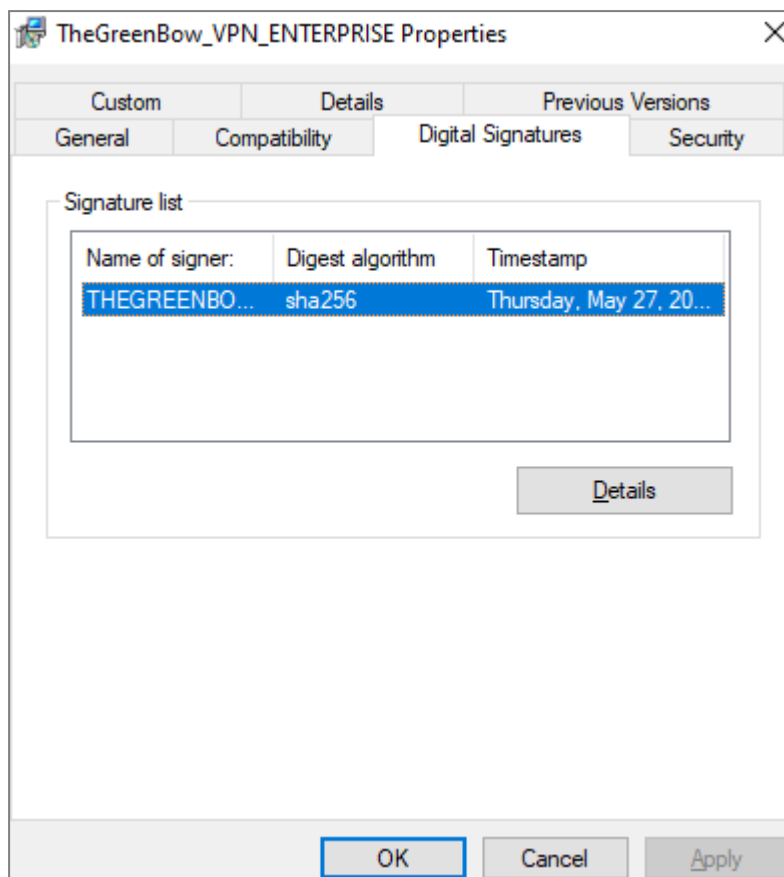 TheGreenBow_VPN_ENTERPRISE Properties
Custom Details Previous Versions
General Compatibility Digital Signatures Security
Signature list
Name of signer: Digest algorithm Timestamp
THEGREENBO... sha256 Thursday, May 27, 20...
Details
OK Cancel Apply